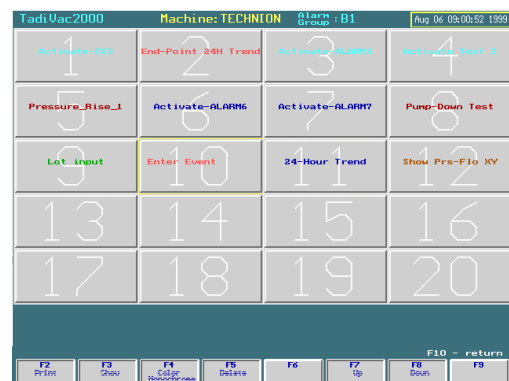 TadiVac2000 Machine:TECHNION Alarm Group :B1 Aug 06 09:00:52 1999
1 End-Point 24H Trend 2 3 4
Pressure_Rise_1 5 Activate-ALARM6 6 Activate-ALARM7 7 Pump-Down Test 8
Lot input 9 Enter Event 10 24-Hour Trend 11 Show Prs-Flo XY 12
13 14 15 16
17 18 19 20
F10 - return
F2 F3 F4 F5 F6 F7 F8 F9
Print Show Color Delete Up Down
Monochrome